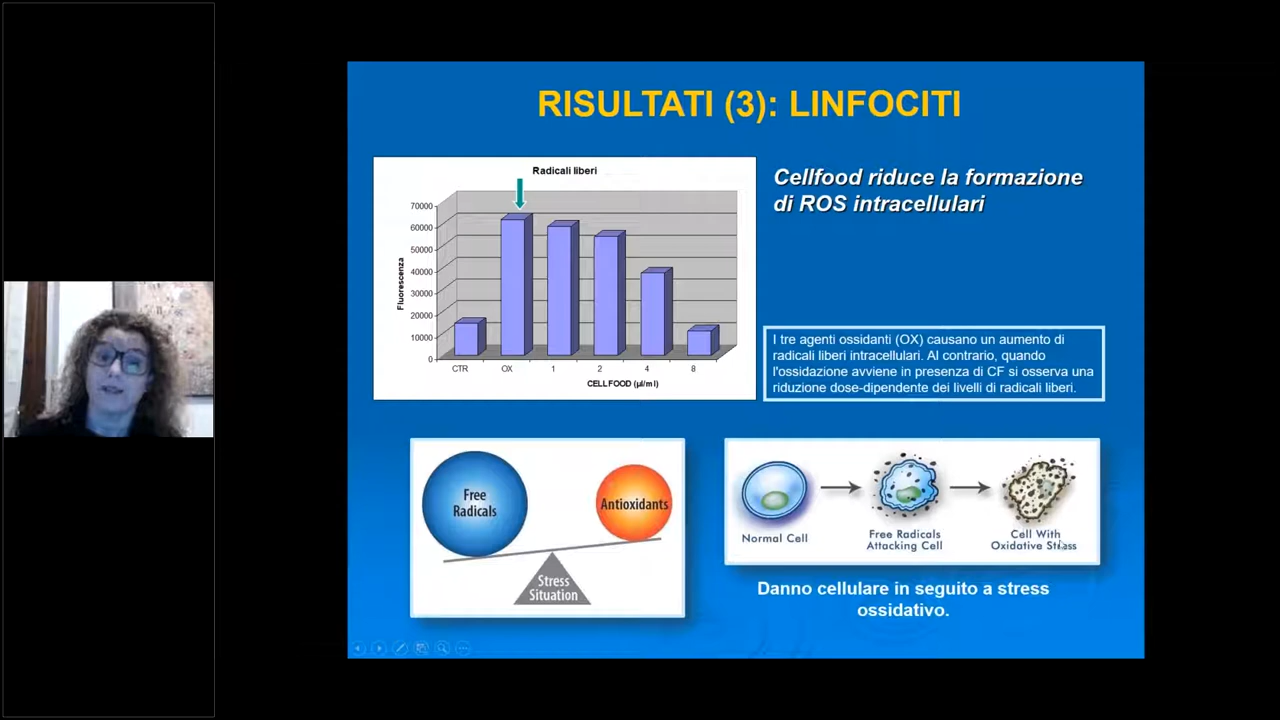 RISULTATI (3): LINFOCITI
Radicali liberi
70000
60000
50000
40000
30000
20000
10000
0
Fluorescenza
CTR
OX
1
2
4
8
CELLFOOD (µl/ml)
Cellfood riduce la formazione
di ROS intracellulari
I tre agenti ossidanti (OX) causano un aumento di
radicali liberi intracellulari. Al contrario, quando
l'ossidazione avviene in presenza di CF si osserva una
riduzione dose-dipendente dei livelli di radicali liberi.
Free
Radicals
Antioxidants
Stress
Situation
Normal Cell
Free Radicals
Attacking Cell
Cell With
Oxidative Stress
Danno cellulare in seguito a stress
ossidativo.